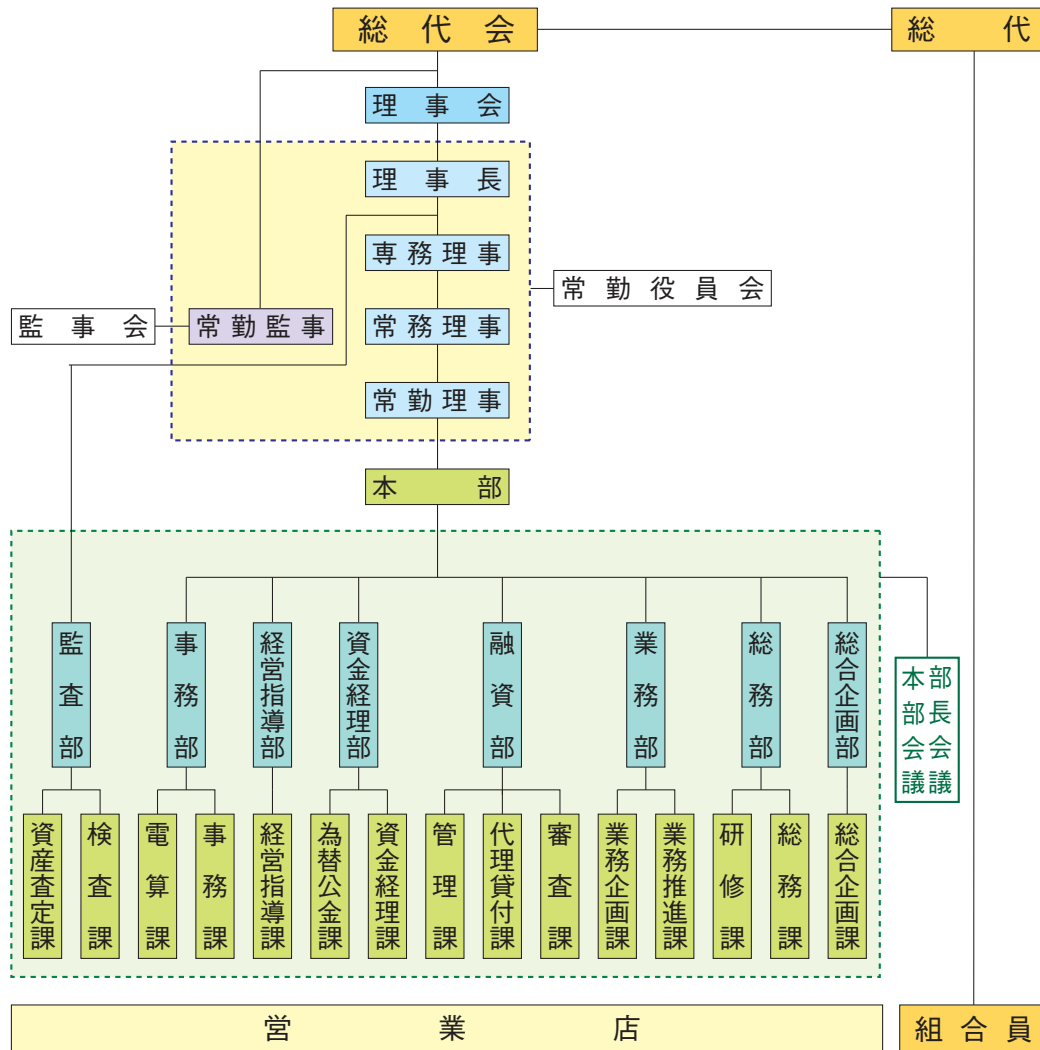 総代会
総代
理事会
理事長
専務理事
常勤役員会
監事会
常勤監事
常務理事
常勤理事
本部
監査部
事務部
経営指導部
資金経理部
融資部
業務部
総務部
総合企画部
部長会議
本部会議
資産査定課
検査課
電算課
事務課
経営指導課
為替公金課
資金経理課
管理課
代理貸付課
審査課
業務企画課
業務推進課
研修課
総務課
総合企画課
営業店
組合員